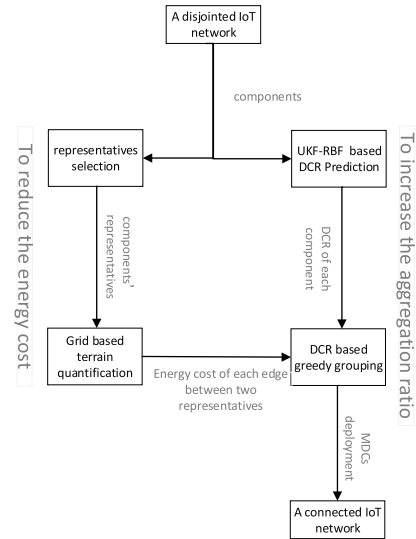 A disjointed IoT
network
components
representatives
selection
UKF-RBF based
DCR Prediction
To reduce the energy cost
components'
representatives
DCR of each
component
To increase the aggregation ratio
Grid based
terrain
quantification
Energy cost of each edge
between two
representatives
DCR based
greedy grouping
MDCs
deployment
A connected IoT
network